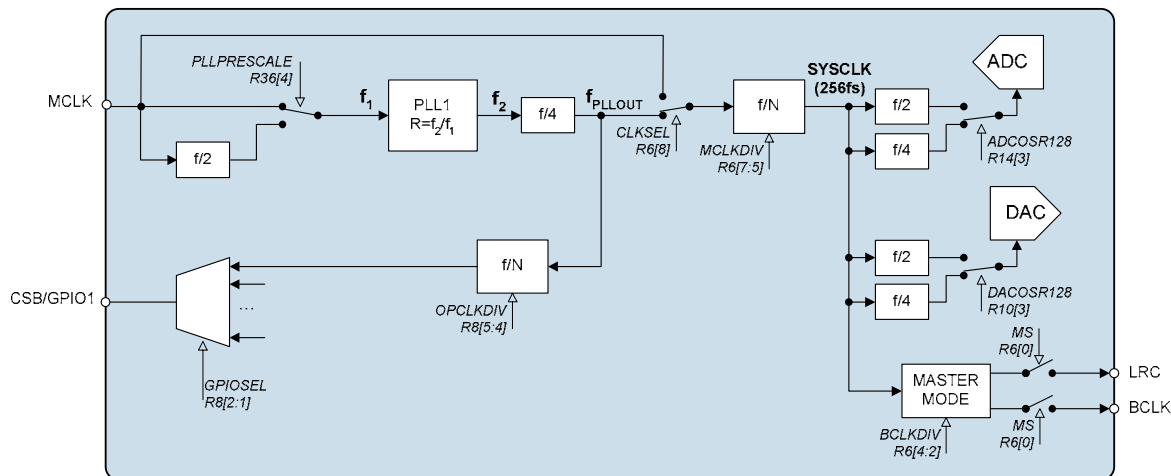 MCLK
PLLPRESCALE
R36[4]
f/2
f1
PLL1
R=f2/f1
f2
f/4
fPLLOUT
CLKSEL
R6[8]
f/N
MCLKDIV
R6[7:5]
SYSCLK
(256fs)
f/2
f/4
ADC
ADCOSR128
R14[3]
DAC
f/2
f/4
DACOSR128
R10[3]
CSB/GPIO1
...
GPIOSEL
R8[2:1]
f/N
OPCLKDIV
R8[5:4]
MASTER
MODE
BCLKDIV
R6[4:2]
MS
R6[0]
LRC
BCLK
MS
R6[0]